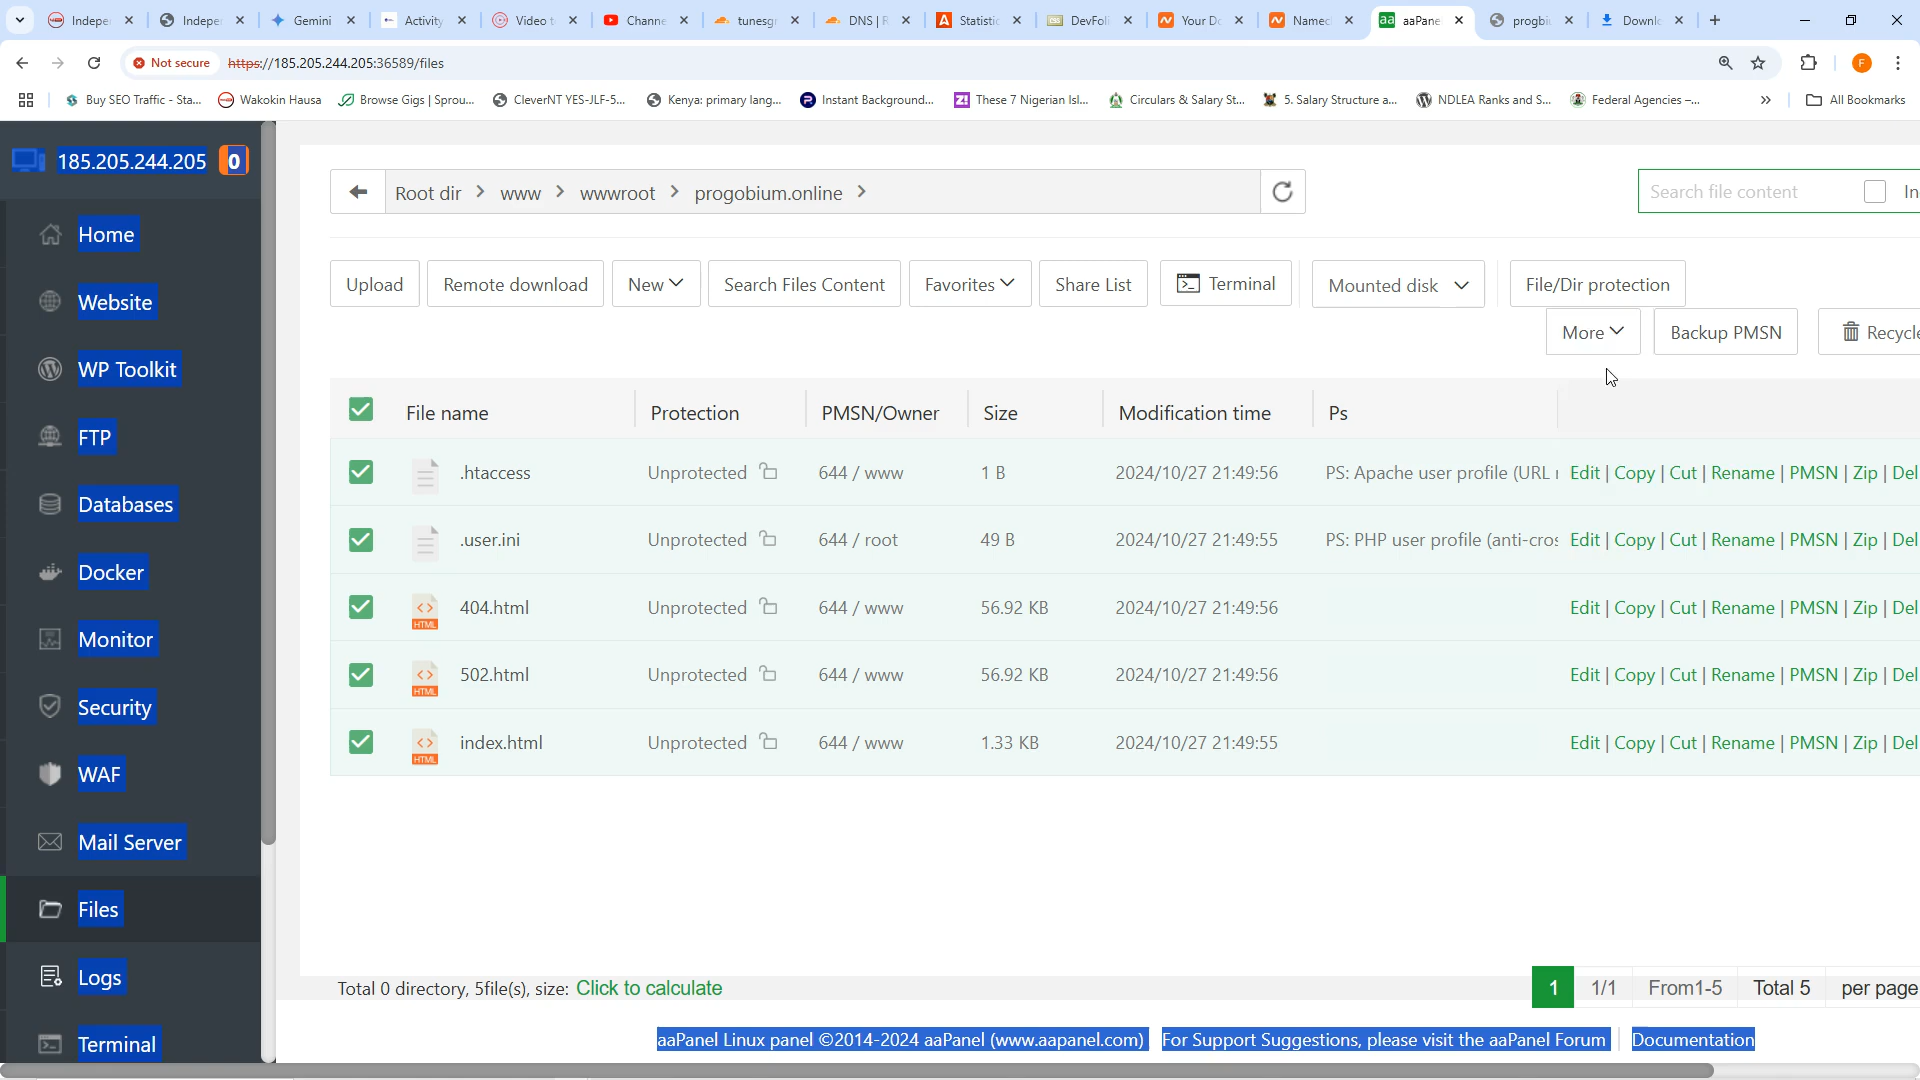 Indeper
Indeper
Gemini
Activity
Video t
Channe
tunesgr
DNS | R
Statistic
DevFoli
Your Do
Namec
aaPane
progbiu
Downlo
Not secure
https://185.205.244.205:36589/files
F
Buy SEO Traffic - Sta...
Wakokin Hausa
Browse Gigs | Sprou...
CleverNT YES-JLF-5...
Kenya: primary lang...
Instant Background...
These 7 Nigerian Isl...
Circulars & Salary St...
5. Salary Structure a...
NDLEA Ranks and S...
Federal Agencies –...
All Bookmarks
185.205.244.205 0
Root dir > www > wwwroot > progobium.online >
Search file content
Upload
Remote download
New
Search Files Content
Favorites
Share List
Terminal
Mounted disk
File/Dir protection
More
Backup PMSN
Recycle
File name Protection PMSN/Owner Size Modification time Ps
.htaccess Unprotected 644 / www 1 B 2024/10/27 21:49:56 PS: Apache user profile (URL r Edit | Copy | Cut | Rename | PMSN | Zip | Del
.user.ini Unprotected 644 / root 49 B 2024/10/27 21:49:55 PS: PHP user profile (anti-cros Edit | Copy | Cut | Rename | PMSN | Zip | Del
404.html Unprotected 644 / www 56.92 KB 2024/10/27 21:49:56 Edit | Copy | Cut | Rename | PMSN | Zip | Del
502.html Unprotected 644 / www 56.92 KB 2024/10/27 21:49:56 Edit | Copy | Cut | Rename | PMSN | Zip | Del
index.html Unprotected 644 / www 1.33 KB 2024/10/27 21:49:55 Edit | Copy | Cut | Rename | PMSN | Zip | Del
Home
Website
WP Toolkit
FTP
Databases
Docker
Monitor
Security
WAF
Mail Server
Files
Logs
Terminal
Total 0 directory, 5file(s), size: Click to calculate
1 1/1 From1-5 Total 5 per page
aaPanel Linux panel ©2014-2024 aaPanel (www.aapanel.com) For Support Suggestions, please visit the aaPanel Forum Documentation